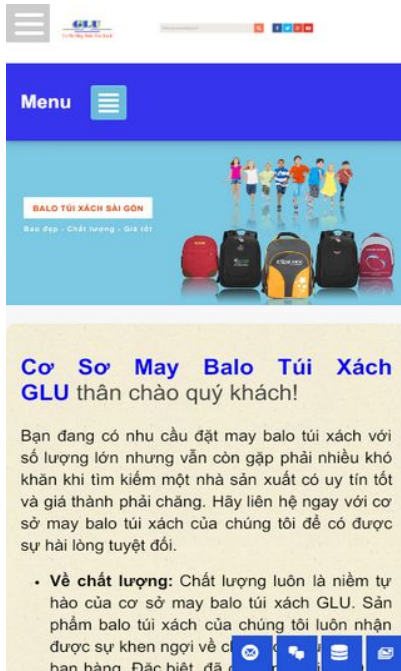 GLU
Menu
BALO TÚI XÁCH SÀI GÒN
Bao đẹp - Chất lượng - Giá tốt
Cơ Sơ May Balo Túi Xách
GLU thân chào quý khách!
Bạn đang có nhu cầu đặt may balo túi xách với
số lượng lớn nhưng vẫn còn gặp phải nhiều khó
khăn khi tìm kiếm một nhà sản xuất có uy tín tốt
và giá thành phải chăng. Hãy liên hệ ngay với cơ
sở may balo túi xách của chúng tôi để có được
sự hài lòng tuyệt đối.
• Về chất lượng: Chất lượng luôn là niềm tự
hào của cơ sở may balo túi xách GLU. Sản
phẩm balo túi xách của chúng tôi luôn nhận
được sự khen ngợi về
bạn hàng. Đặc biệt, đã